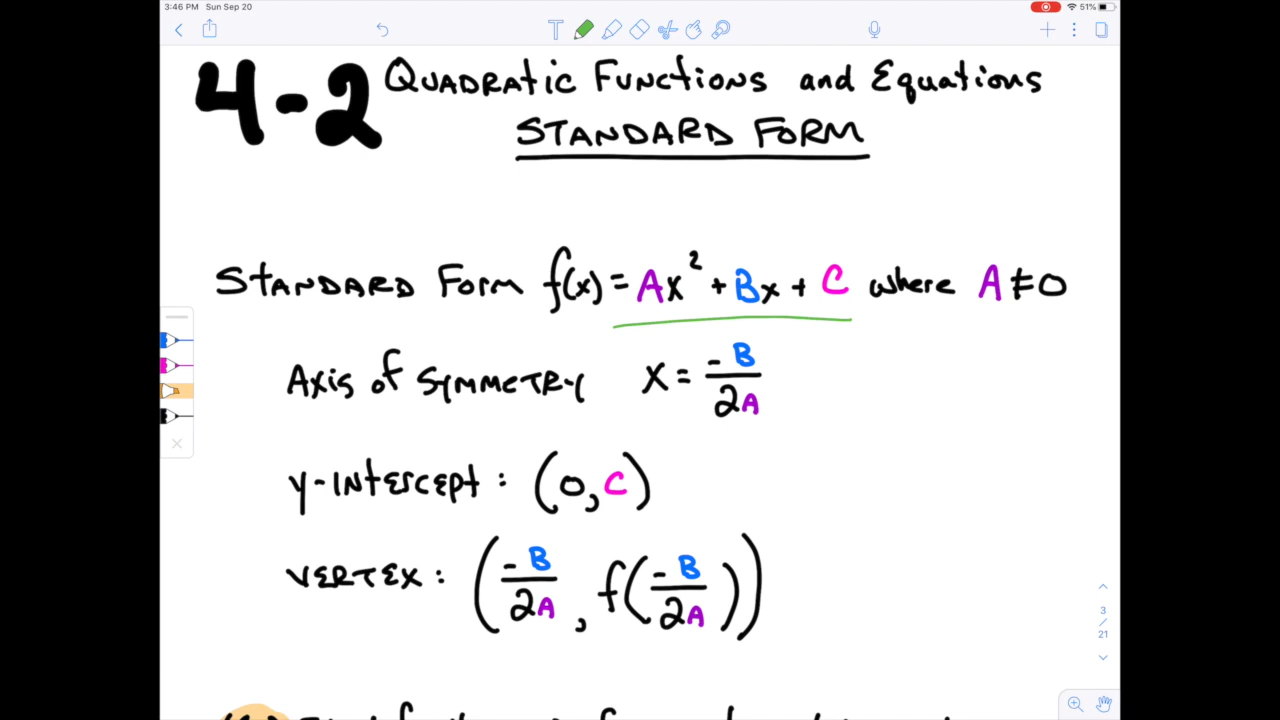 3:46 PM Sun Sep 20
51%
4-2 Quadratic Functions and Equations
STANDARD FORM
STANDARD FORM f(x) = Ax² + Bx + C where A ≠ 0
Axis of Symmetry x = -B/2A
y-intercept : (0, C)
VERTEX : (-B/2A, f(-B/2A))
3
/
21